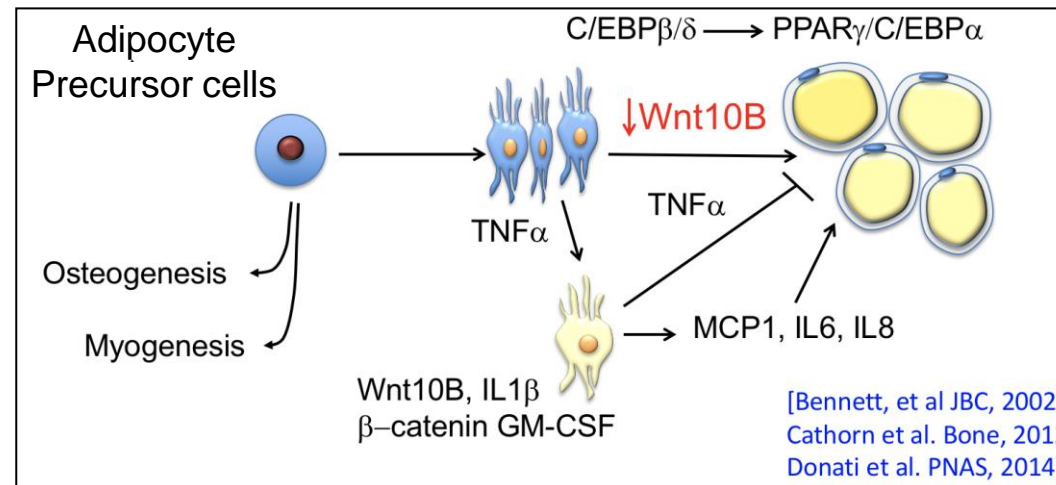 Adipocyte
Precursor cells
C/EBPβ/δ → PPARγ/C/EBPα
↓Wnt10B
TNFα
TNFα
Osteogenesis
Myogenesis
MCP1, IL6, IL8
Wnt10B, IL1β
β–catenin GM-CSF
[Bennett, et al JBC, 2002
Cathorn et al. Bone, 201
Donati et al. PNAS, 2014